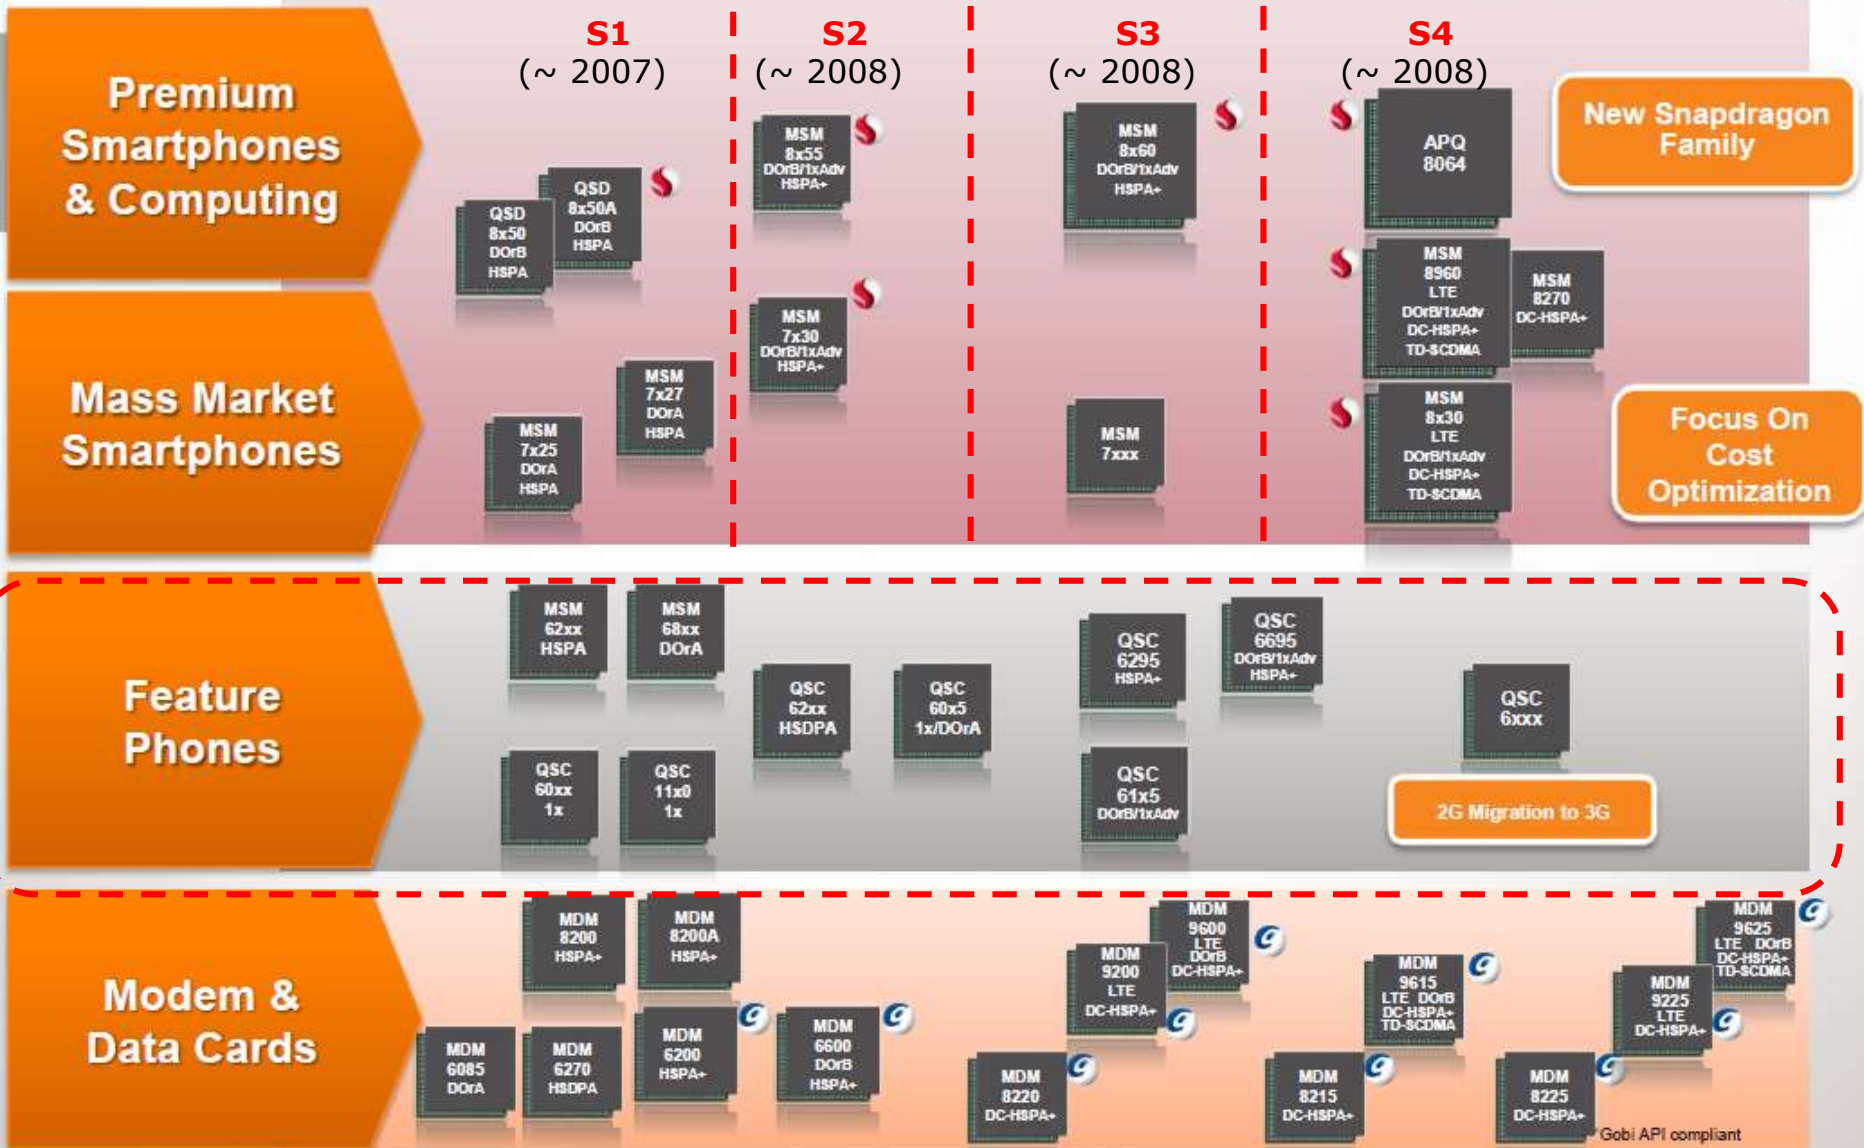 S1
(~ 2007)
S2
(~ 2008)
S3
(~ 2008)
S4
(~ 2008)
Premium
Smartphones
& Computing
QSD
8x50
DOrB
HSPA
QSD
8x50A
DOrB
HSPA
MSM
8x55
DOrB/1xAdv
HSPA+
MSM
8x60
DOrB/1xAdv
HSPA+
APQ
8064
New Snapdragon
Family
MSM
8960
LTE
DOrB/1xAdv
DC-HSPA+
TD-SCDMA
MSM
8270
DC-HSPA+
Mass Market
Smartphones
MSM
7x25
DOrA
HSPA
MSM
7x27
DOrA
HSPA
MSM
7x30
DOrB/1xAdv
HSPA+
MSM
7xxx
MSM
8x30
LTE
DOrB/1xAdv
DC-HSPA+
TD-SCDMA
Focus On
Cost
Optimization
Feature
Phones
MSM
62xx
HSPA
MSM
68xx
DOrA
QSC
60xx
1x
QSC
11x0
1x
QSC
62xx
HSDPA
QSC
60x5
1x/DOrA
QSC
6295
HSPA+
QSC
6695
DOrB/1xAdv
HSPA+
QSC
61x5
DOrB/1xAdv
QSC
6xxx
2G Migration to 3G
Modem &
Data Cards
MDM
8200
HSPA+
MDM
8200A
HSPA+
MDM
6085
DOrA
MDM
6270
HSDPA
MDM
6200
HSPA+
MDM
6600
DOrB
HSPA+
MDM
9200
LTE
DC-HSPA+
MDM
9600
LTE
DOrB
DC-HSPA+
MDM
8220
DC-HSPA+
MDM
9615
LTE DOrB
DC-HSPA+
TD-SCDMA
MDM
8215
DC-HSPA+
MDM
9625
LTE DOrB
DC-HSPA+
TD-SCDMA
MDM
9225
LTE
DC-HSPA+
MDM
8225
DC-HSPA+
*Gobi API compliant